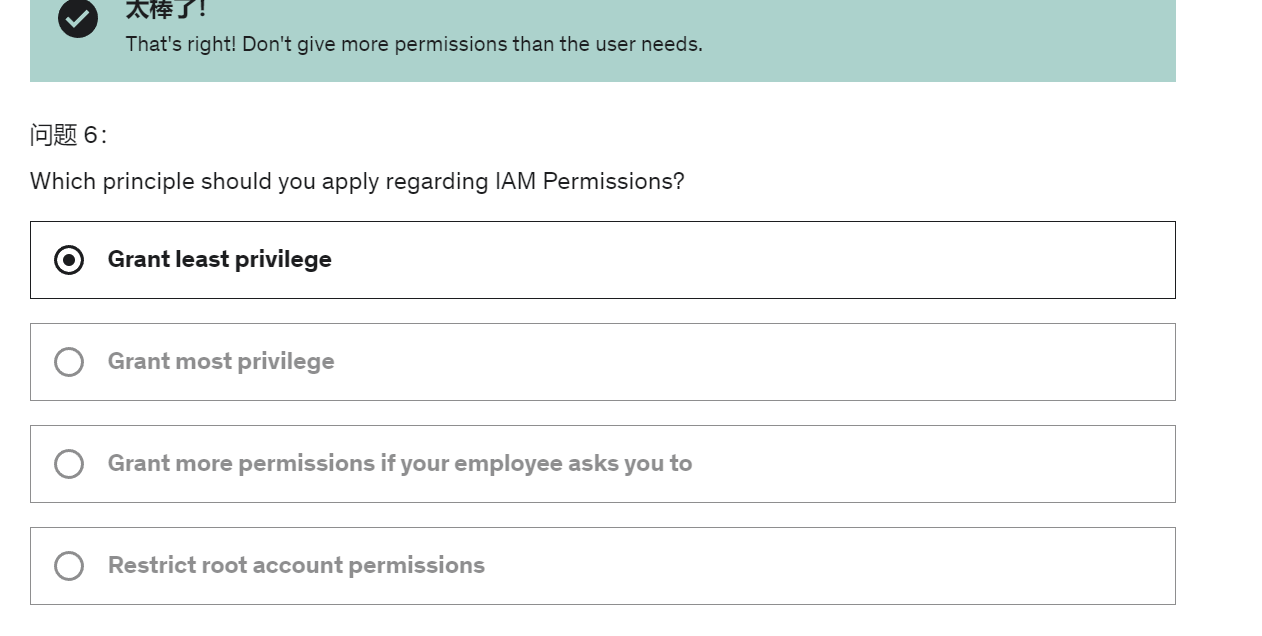 太棒了!
That's right! Don't give more permissions than the user needs.
问题 6:
Which principle should you apply regarding IAM Permissions?
Grant least privilege
Grant most privilege
Grant more permissions if your employee asks you to
Restrict root account permissions